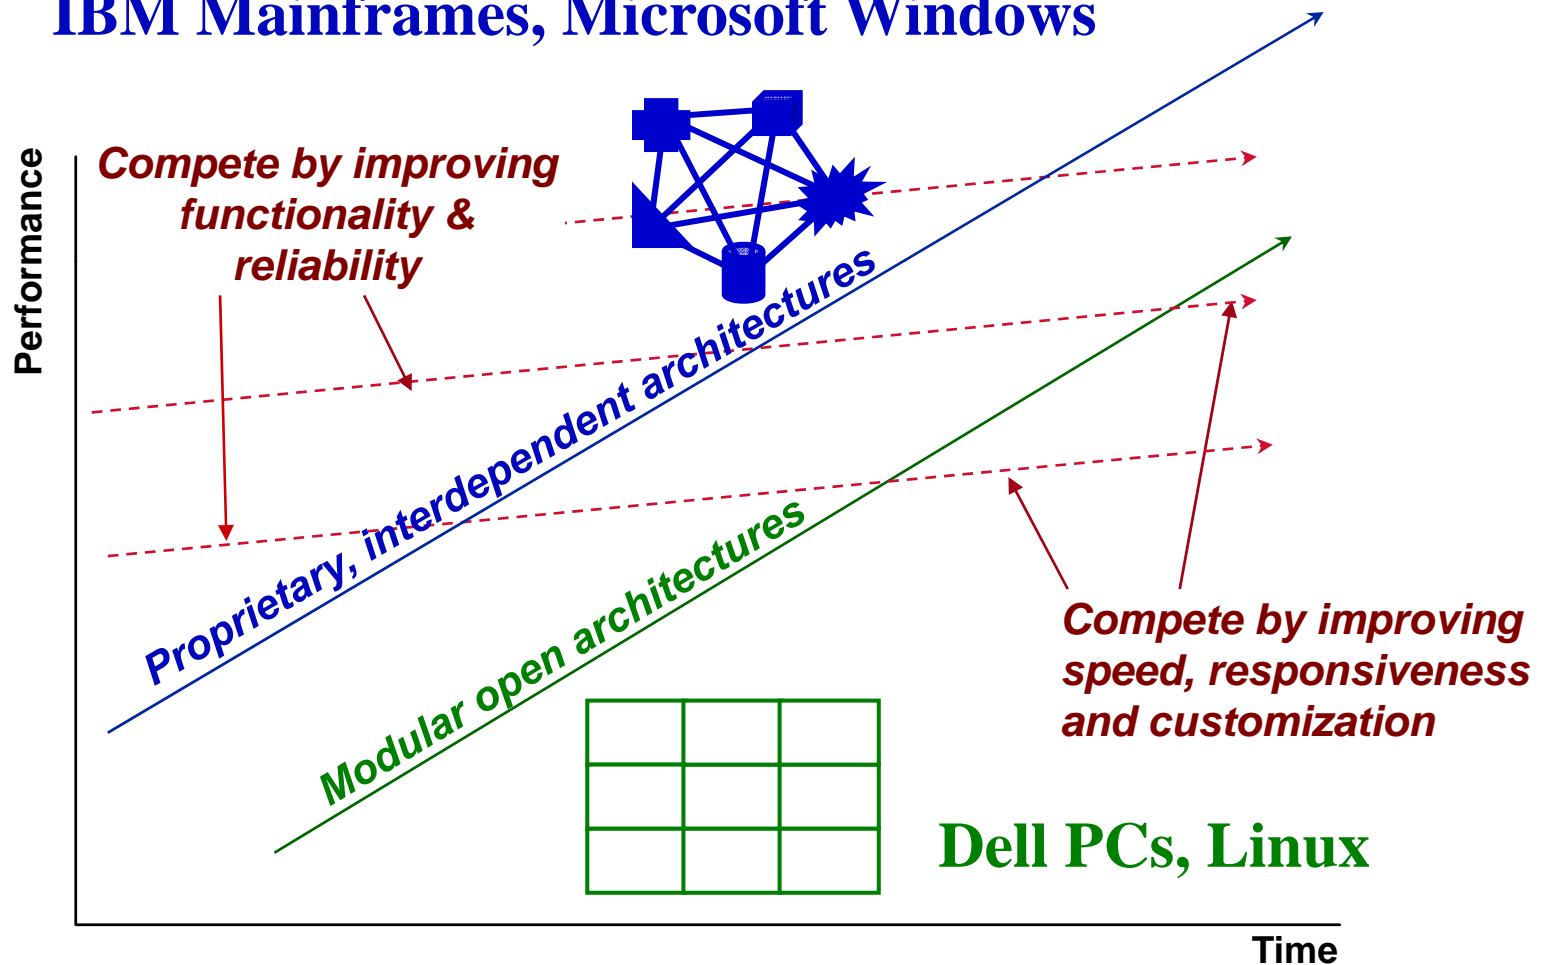 IBM Mainframes, Microsoft Windows
Compete by improving
functionality &
reliability
Performance
Proprietary, interdependent architectures
Modular open architectures
Compete by improving
speed, responsiveness
and customization
Dell PCs, Linux
Time